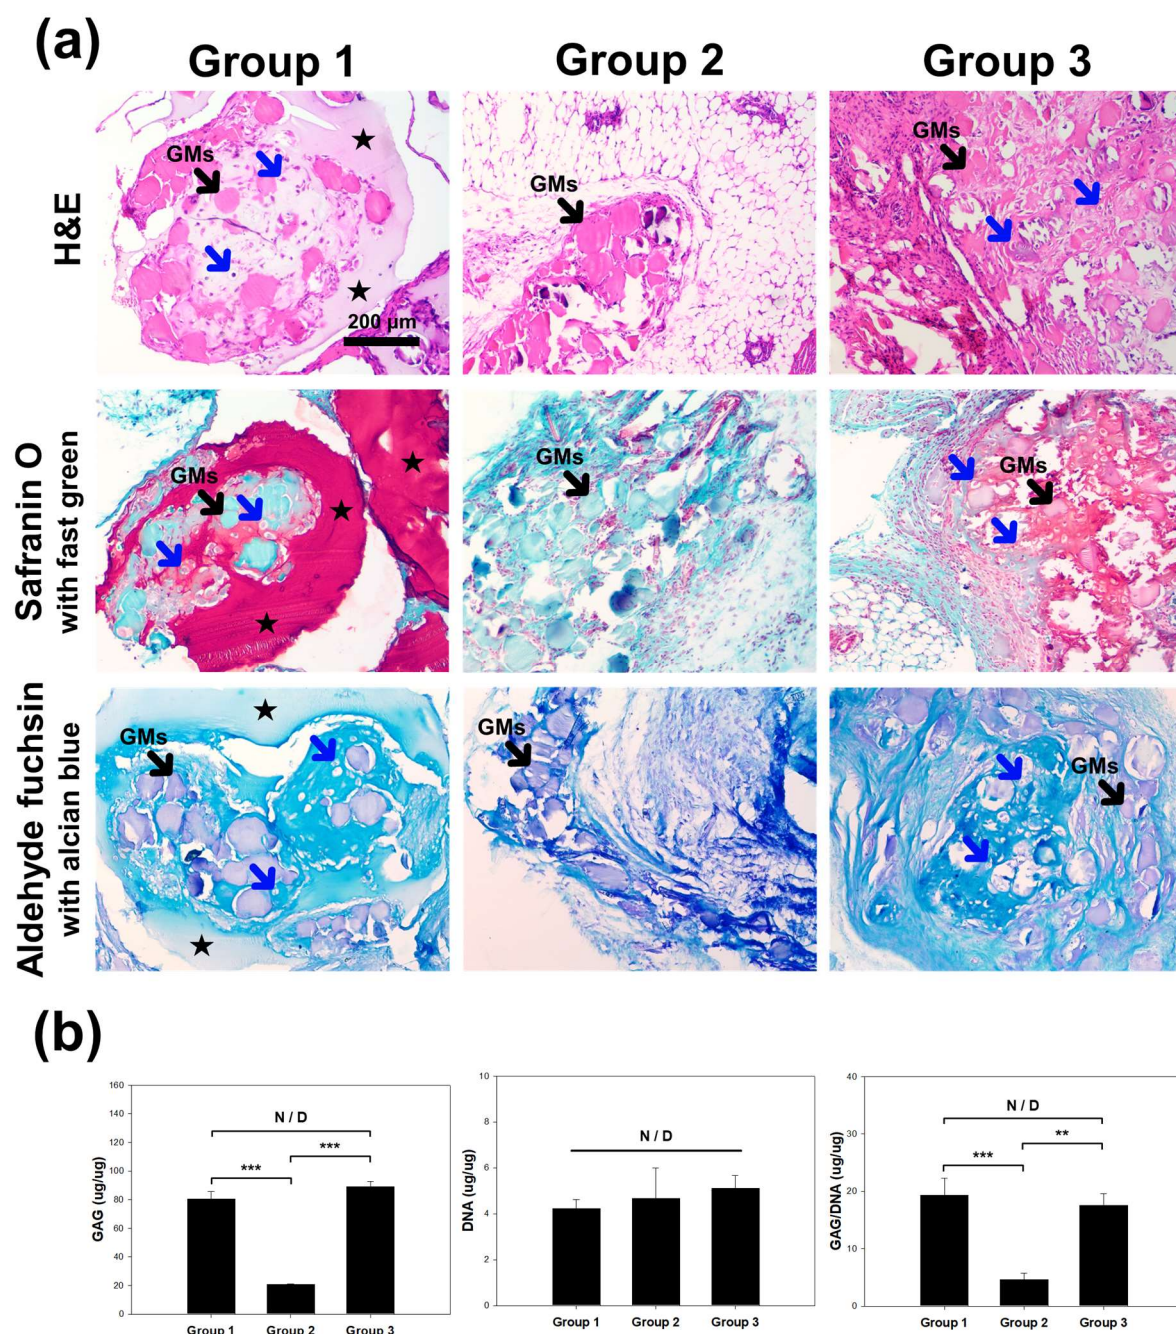 (a)
Group 1
Group 2
Group 3
H&E
GMs
200 μm
GMs
GMs
Safranin O
with fast green
GMs
GMs
GMs
Aldehyde fuchsin
with alcian blue
GMs
GMs
GMs
(b)
GAG (ug/ug)
160
140
120
100
80
60
40
20
0
N / D
***
***
Group 1
Group 2
Group 3
DNA (ug/ug)
10
8
6
4
2
0
N / D
Group 1
Group 2
Group 3
GAG/DNA (ug/ug)
40
30
20
10
0
N / D
**
***
Group 1
Group 2
Group 3